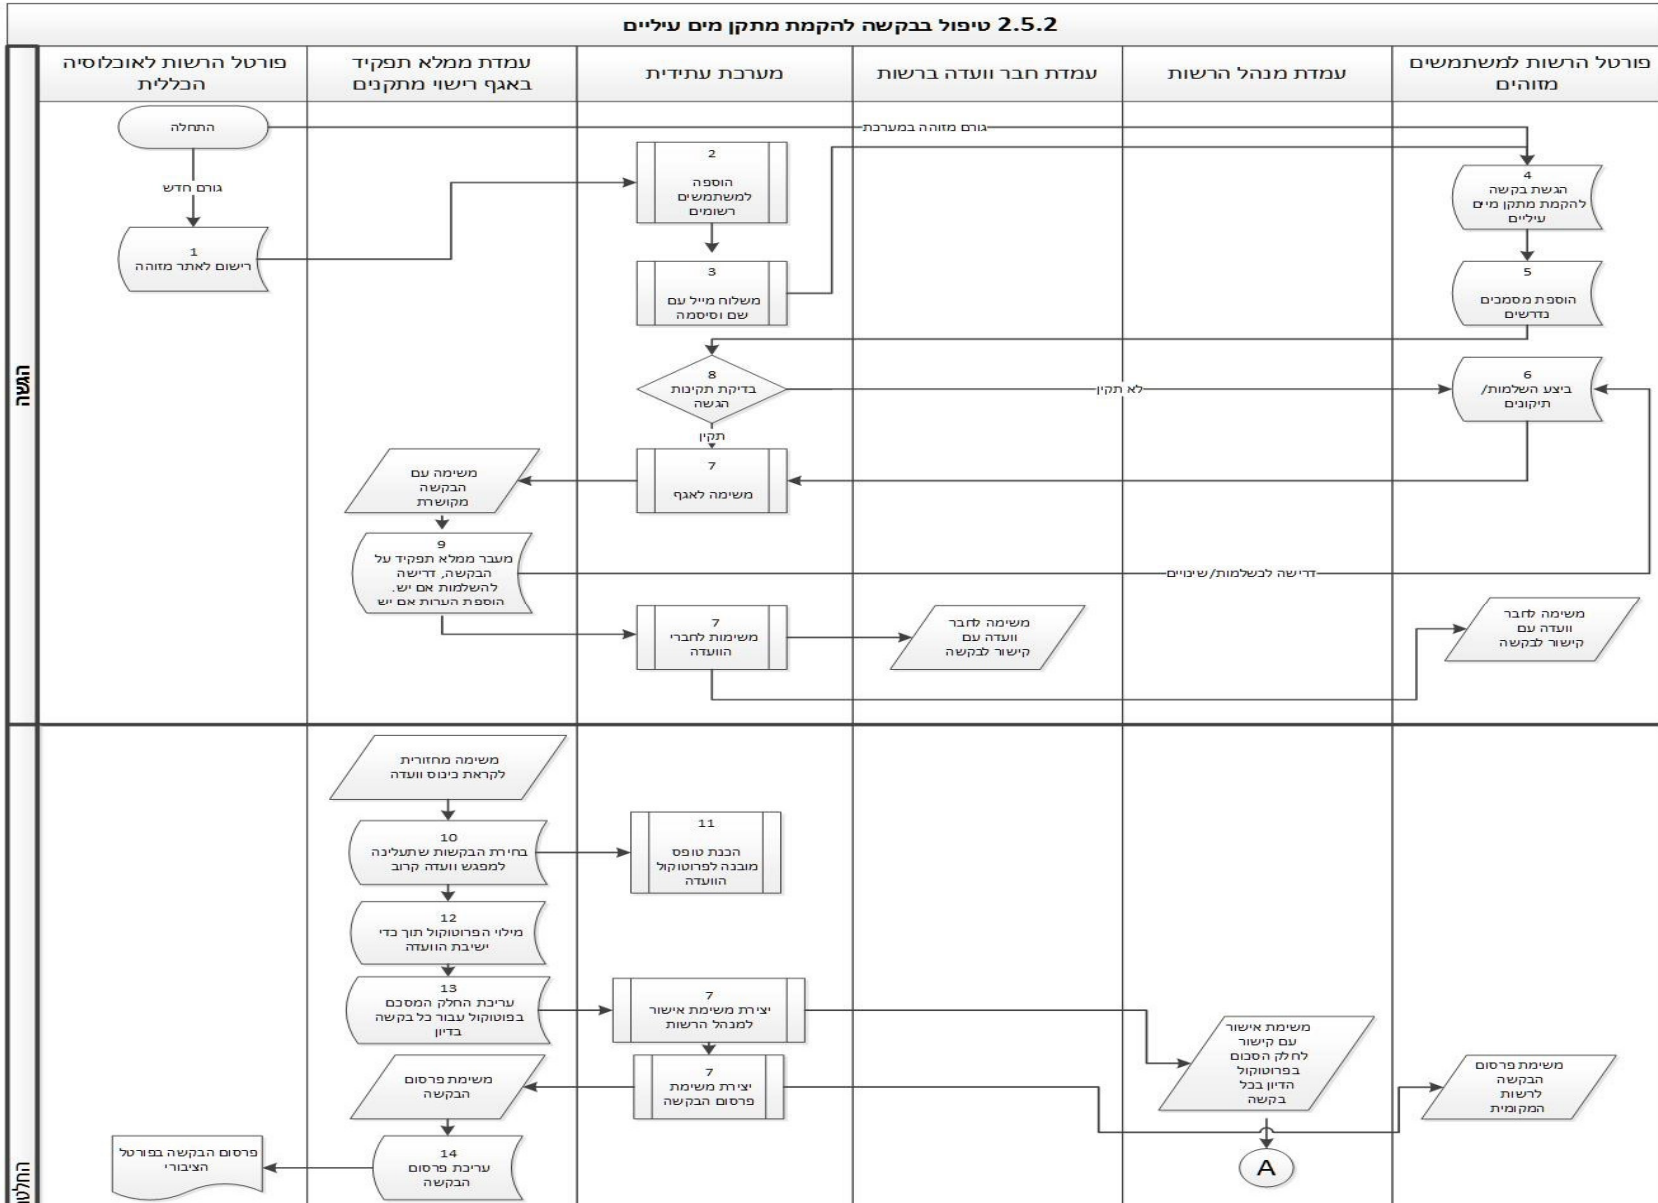 2.5.2 טיפול בבקשה להקמת מתקן מים עיליים
פורטל הרשות לאוכלוסיה
הכללית
עמדת ממלא תפקיד
באגף רישוי מתקנים
מערכת עתידית
עמדת חבר וועדה ברשות
עמדת מנהל הרשות
פורטל הרשות למשתמשים
מזוהים
הגשה
התחלה
גורם מזוהה במערכת
גורם חדש
1
רישום לאתר מזוהה
2
הוספה
למשתמשים
רשומים
3
משלוח מייל עם
שם וסיסמה
4
הגשת בקשה
להקמת מתקן מיים
עיליים
5
הוספת מסמכים
נדרשים
8
בדיקת תקינות
הגשה
לא תקין
6
ביצע השלמות/
תיקונים
תקין
7
משימה לאגף
משימה עם
הבקשה
מקושרת
9
מעבר ממלא תפקיד על
הבקשה, דרישה
להשלמות אם יש.
הוספת הערות אם יש
דרישה לכשלמות/שינויים
7
משימות לחברי
הוועדה
משימה לחבר
וועדה עם
קישור לבקשה
משימה לחבר
וועדה עם
קישור לבקשה
משימה מחזורית
לקראת כינוס וועדה
10
בחירת הבקשות שתעלינה
למפגש וועדה קרוב
11
הכנת טופס
מובנה לפרוטוקול
הוועדה
12
מילוי הפרוטוקול תוך כדי
ישיבת הוועדה
13
עריכת החלק המסכם
בפוטוקול עבור כל בקשה
בדיון
7
יצירת משימת אישור
למנהל הרשות
משימת אישור
עם קישור
לחלק הסכום
בפרוטוקול
הדיון בכל
בקשה
7
יצירת משימת
פרסום הבקשה
משימת פרסום
הבקשה
משימת פרסום
הבקשה
לרשות
המקומית
14
עריכת פרסום
הבקשה
פרסום הבקשה בפורטל
הציבורי
A